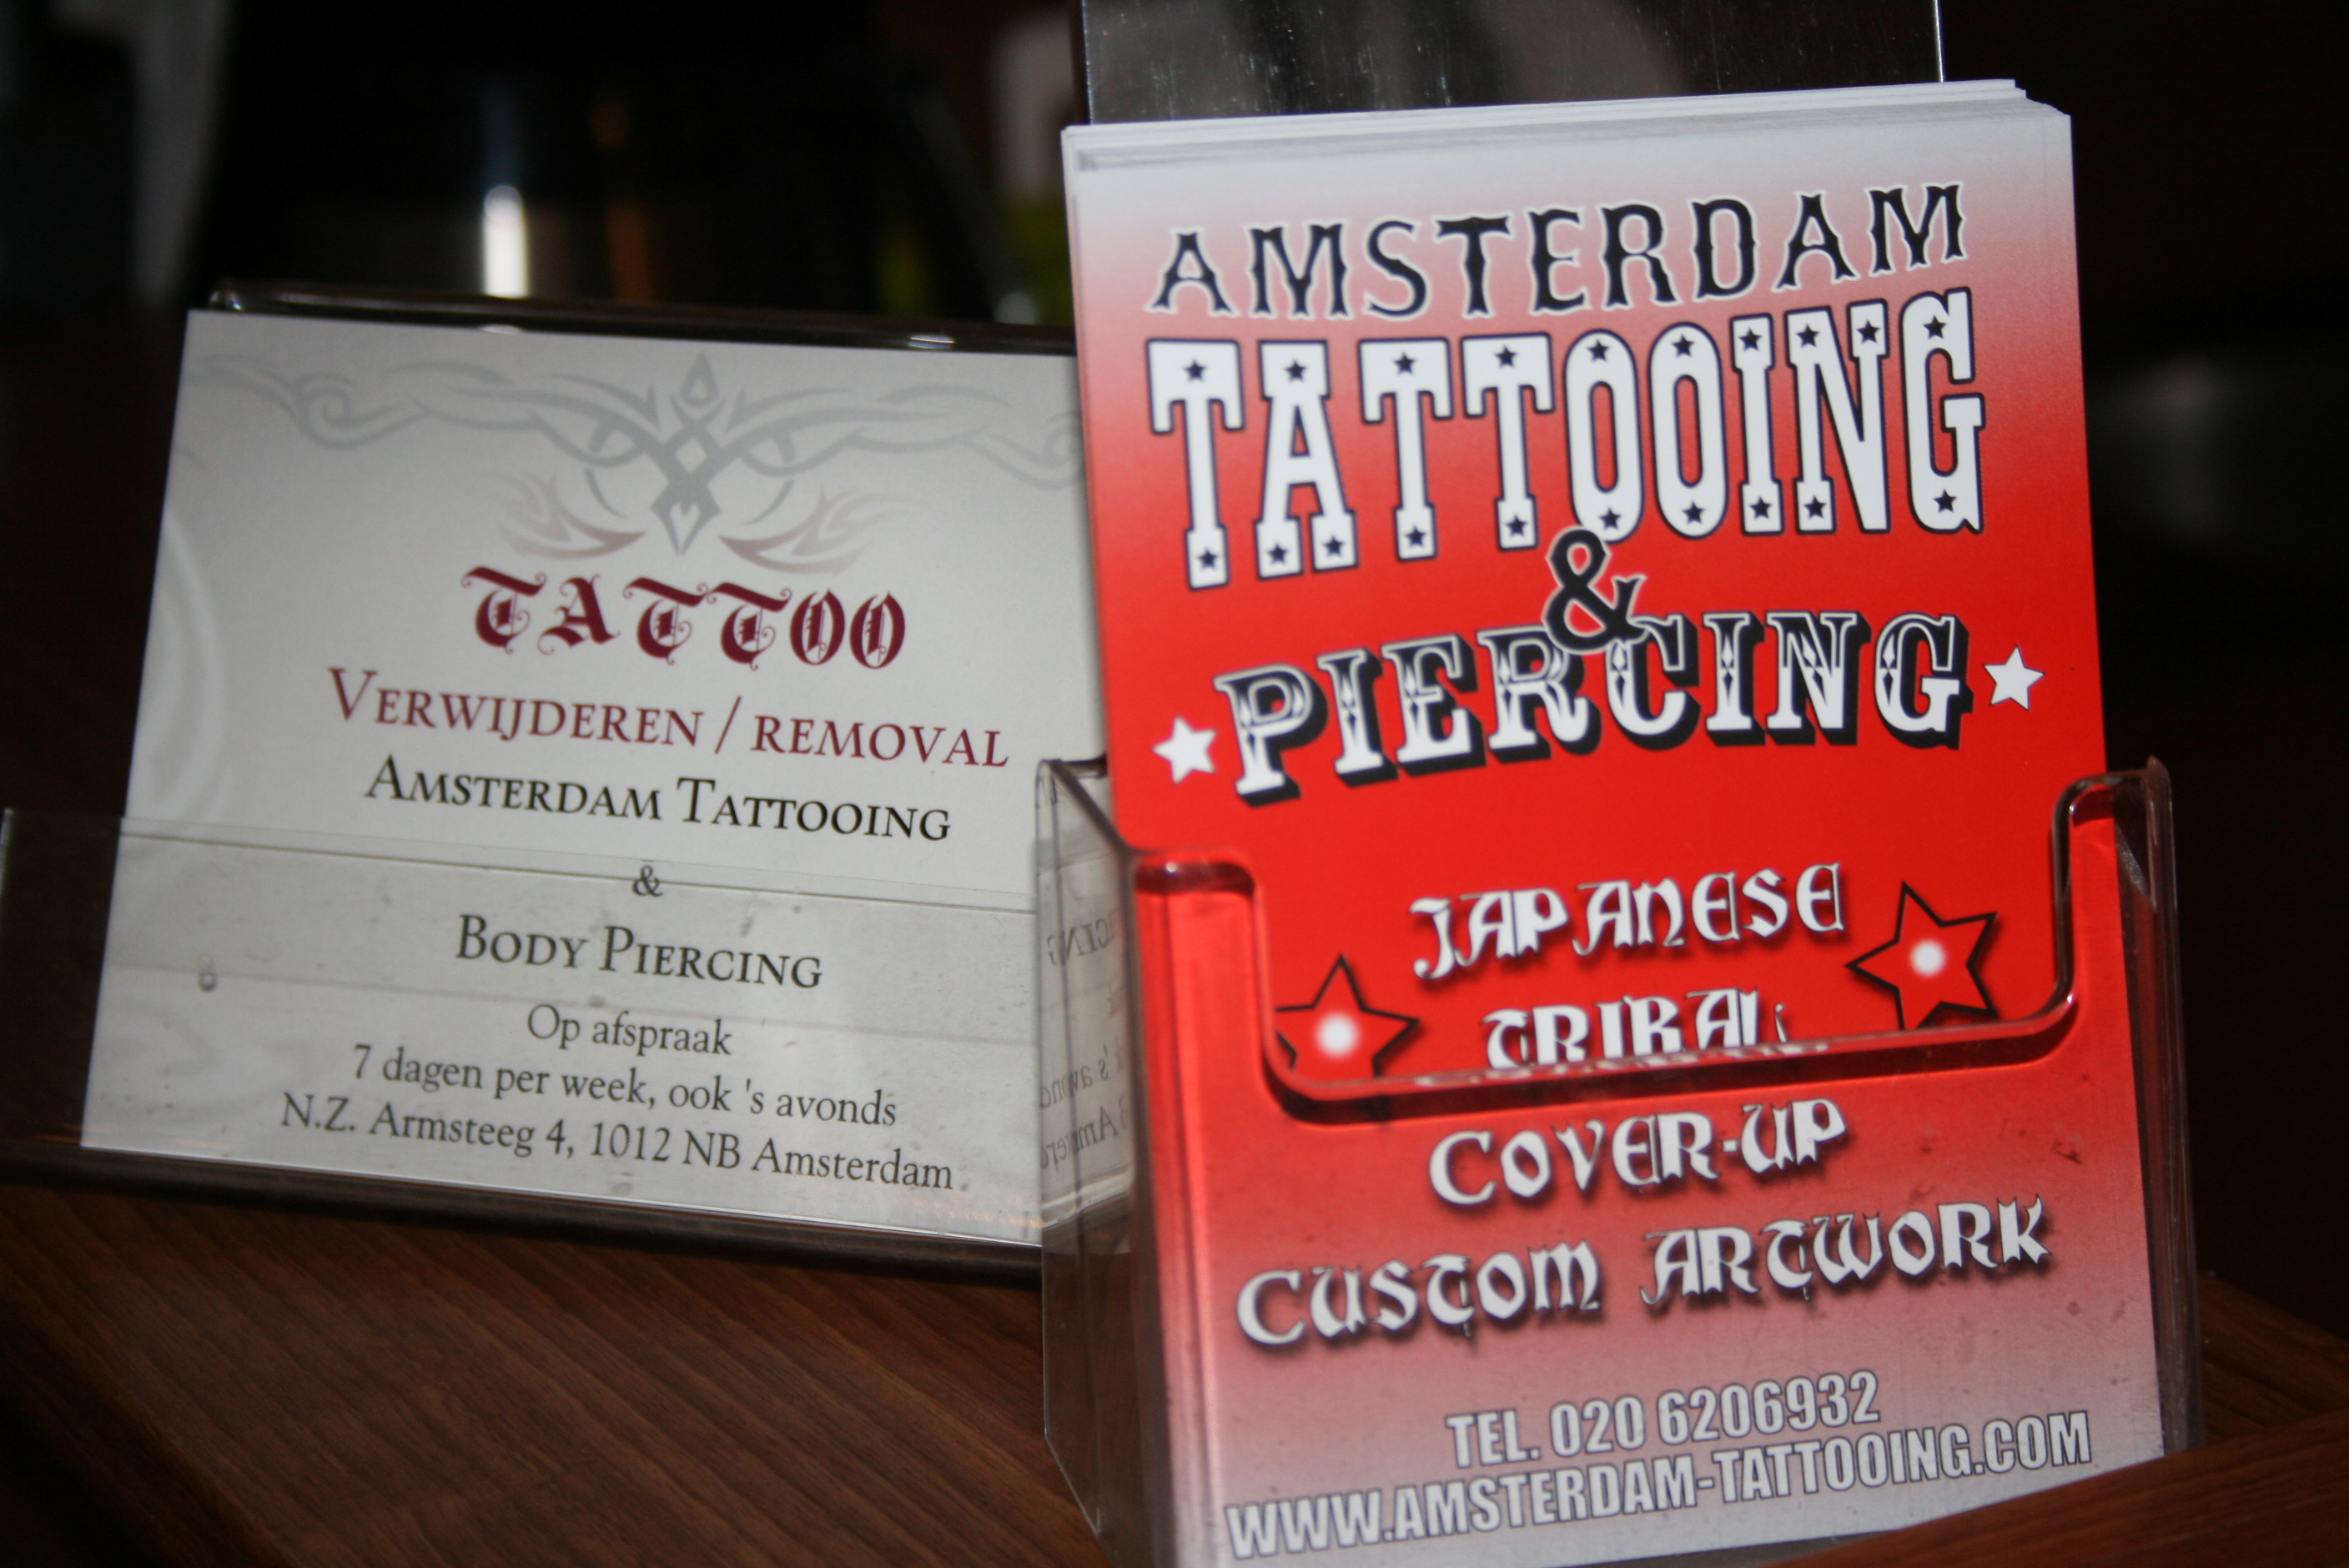 TATTOO
VERWIJDEREN / REMOVAL
AMSTERDAM TATTOOING
&
BODY PIERCING
Op afspraak
7 dagen per week, ook 's avonds
N.Z. Armsteeg 4, 1012 NB Amsterdam
AMSTERDAM
TATTOOING
&
PIERCING
JAPANESE
TRIBAL
COVER-UP
CUSTOM ARTWORK
TEL. 020 6206932
WWW.AMSTERDAM-TATTOOING.COM